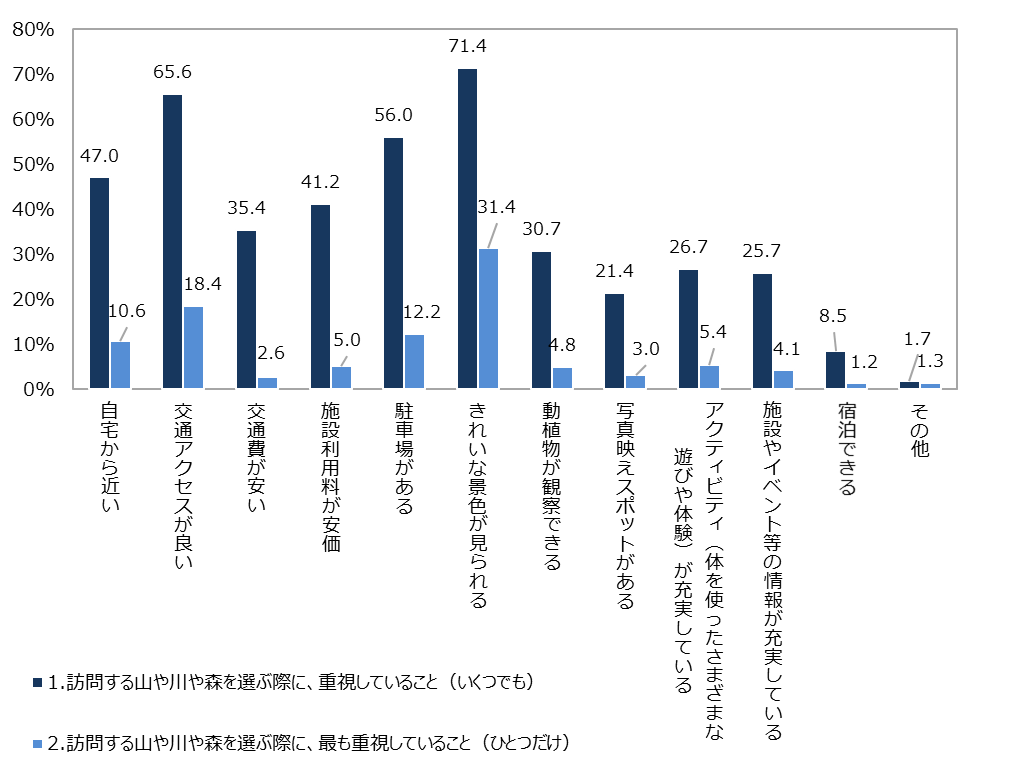 80%
70%
60%
50%
40%
30%
20%
10%
0%
47.0
10.6
65.6
18.4
35.4
2.6
41.2
5.0
56.0
12.2
71.4
31.4
30.7
4.8
21.4
3.0
26.7
5.4
25.7
4.1
8.5
1.2
1.7
1.3
自宅から近い
交通アクセスが良い
交通費が安い
施設利用料が安価
駐車場がある
きれいな景色が見られる
動植物が観察できる
写真映えスポットがある
アクティビティ（体を使ったさまざまな
遊びや体験）が充実している
施設やイベント等の情報が充実している
宿泊できる
その他
1.訪問する山や川や森を選ぶ際に、重視していること（いくつでも）
2.訪問する山や川や森を選ぶ際に、最も重視していること（ひとつだけ）